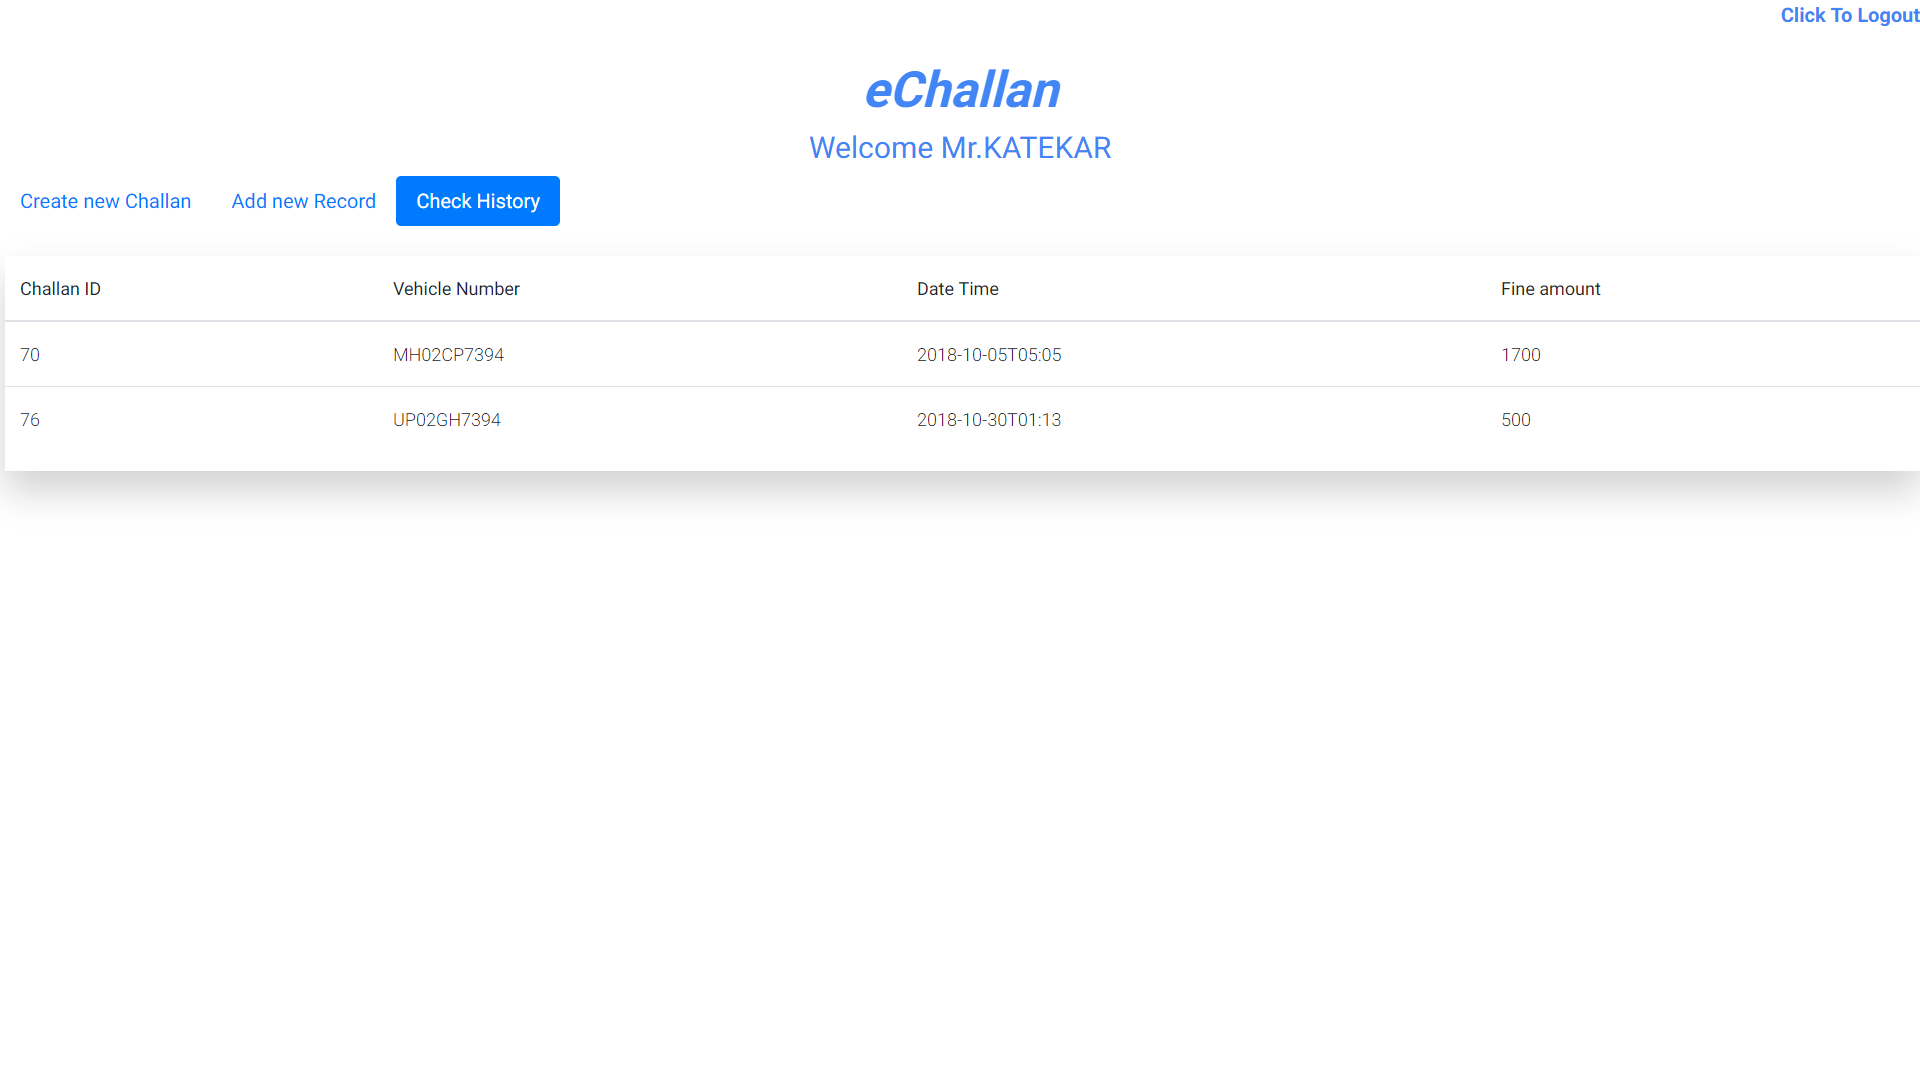 Click To Logout
eChallan
Welcome Mr.KATEKAR
Create new Challan Add new Record Check History
Challan ID Vehicle Number Date Time Fine amount
70 MH02CP7394 2018-10-05T05:05 1700
76 UP02GH7394 2018-10-30T01:13 500